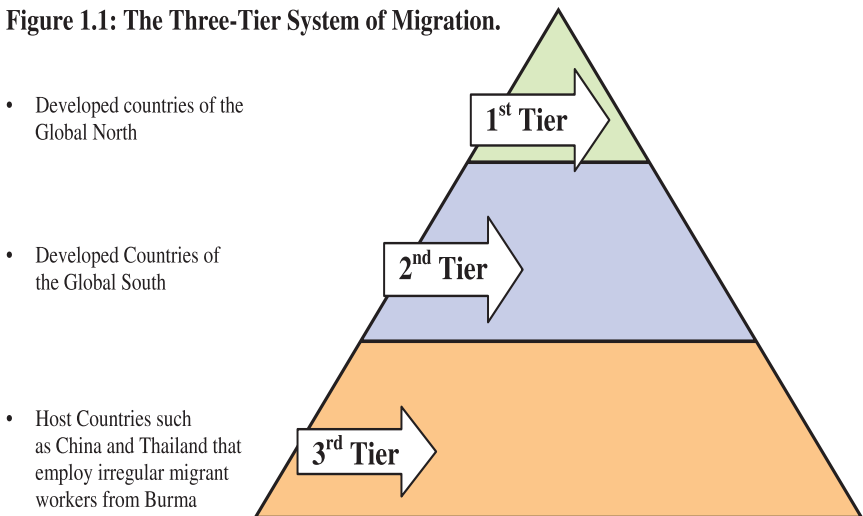 Figure 1.1: The Three-Tier System of Migration.
• Developed countries of the
Global North
1st Tier
• Developed Countries of
the Global South
2nd Tier
• Host Countries such
as China and Thailand that
employ irregular migrant
workers from Burma
3rd Tier